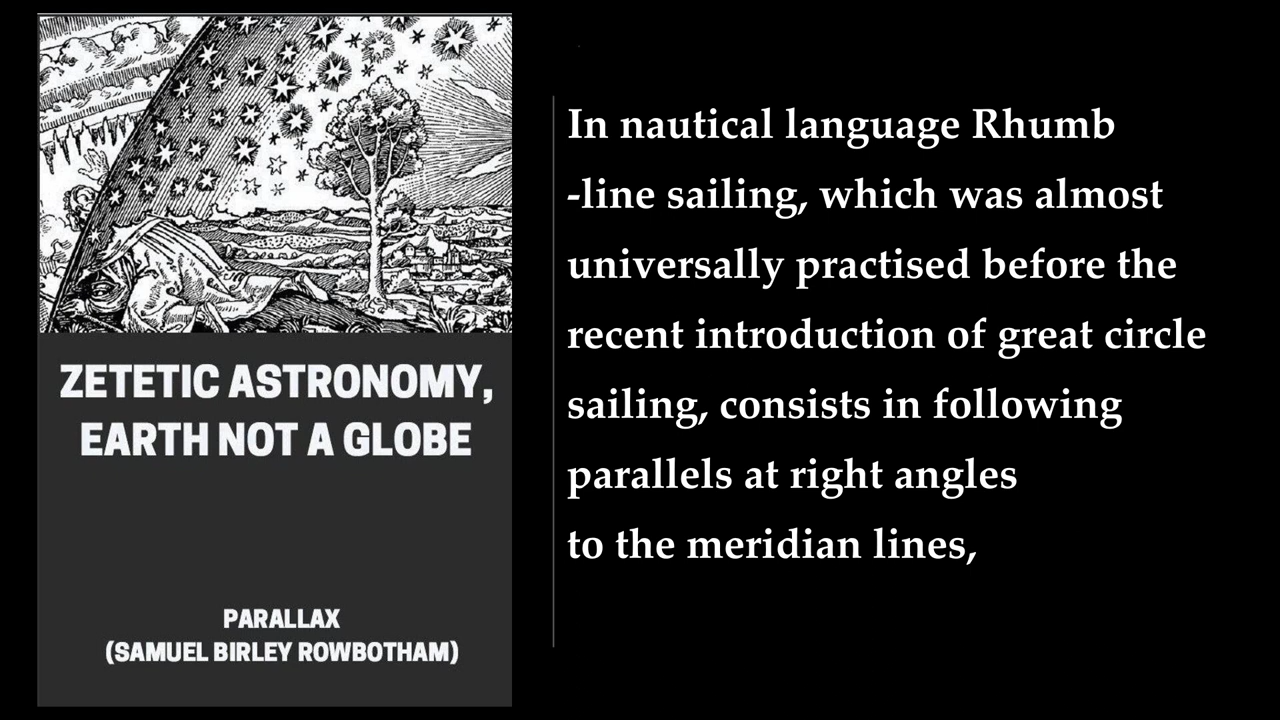 ZETETIC ASTRONOMY,
EARTH NOT A GLOBE
PARALLAX
(SAMUEL BIRLEY ROWBOTHAM)
In nautical language Rhumb
-line sailing, which was almost
universally practised before the
recent introduction of great circle
sailing, consists in following
parallels at right angles
to the meridian lines,